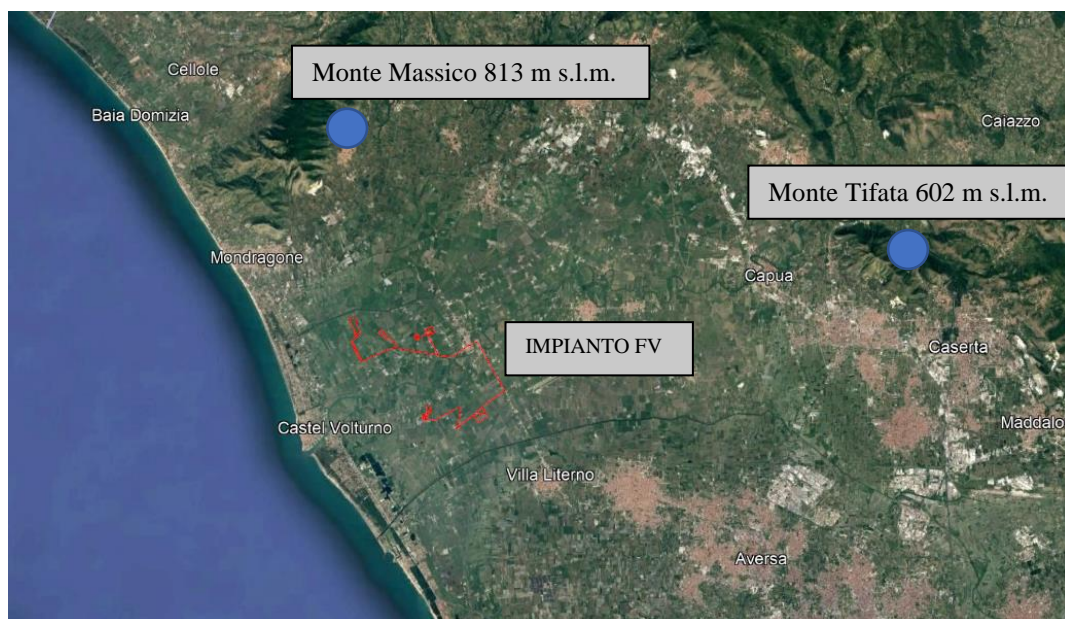 Cellole
Monte Massico 813 m s.l.m.
Baia Domizia
Caiazzo
Monte Tifata 602 m s.l.m.
Mondragone
Capua
IMPIANTO FV
Caserta
Castel Volturno
Maddalo
Villa Literno
Aversa